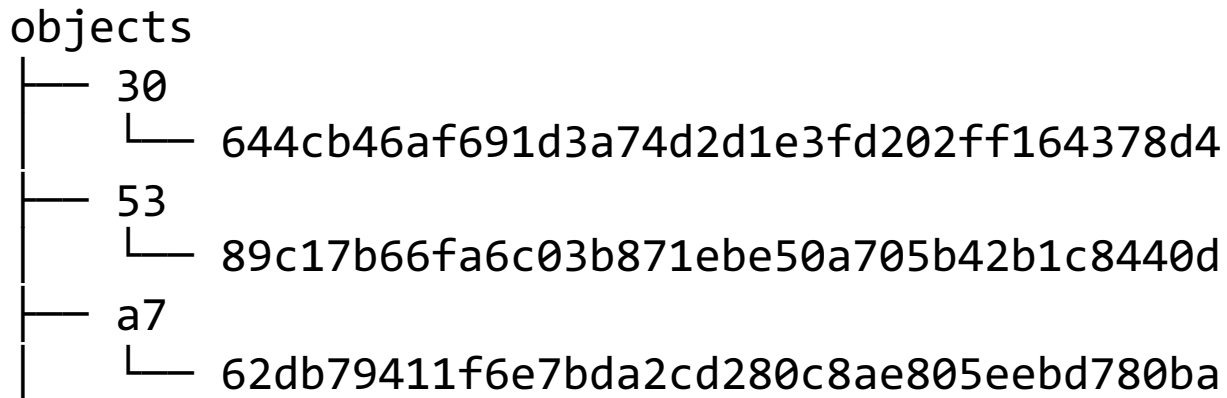 objects
├── 30
│   └── 644cb46af691d3a74d2d1e3fd202ff164378d4
├── 53
│   └── 89c17b66fa6c03b871ebe50a705b42b1c8440d
├── a7
│   └── 62db79411f6e7bda2cd280c8ae805eebd780ba